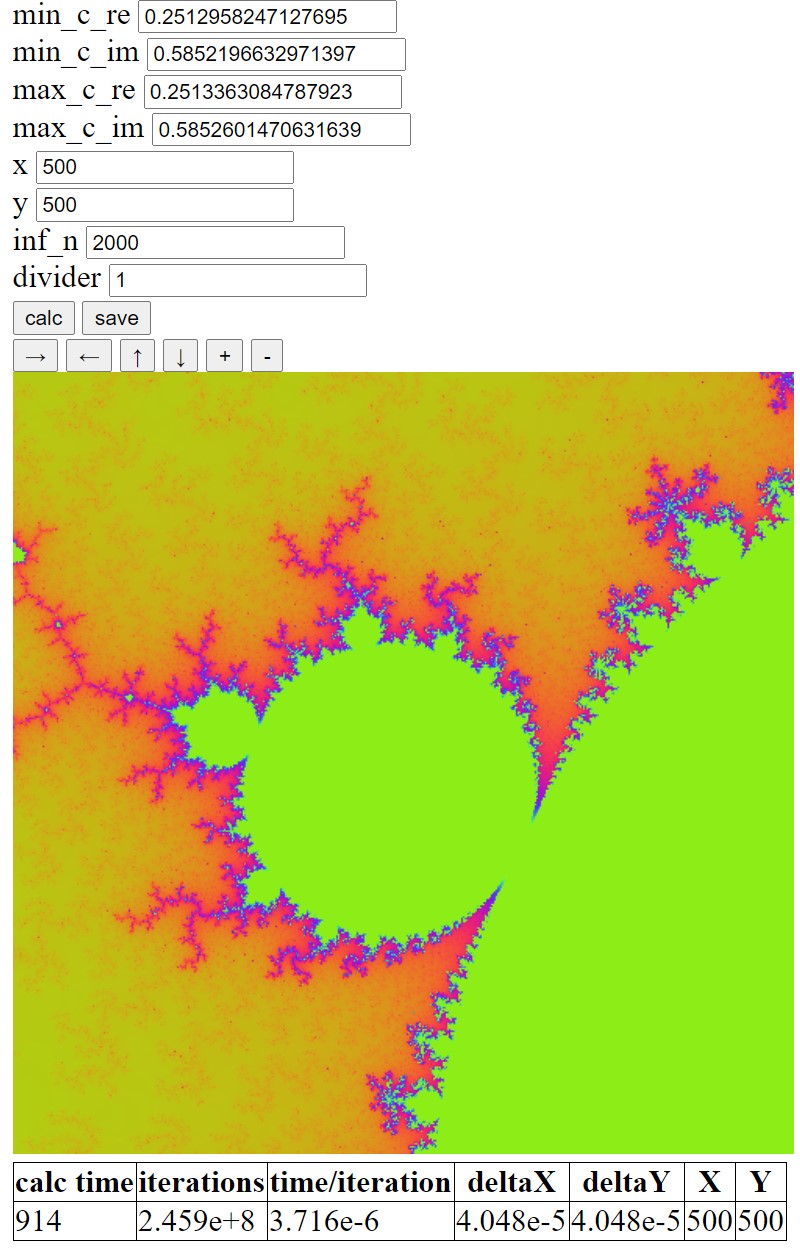 min_c_re 0.2512958247127695
min_c_im 0.5852196632971397
max_c_re 0.2513363084787923
max_c_im 0.5852601470631639
x 500
y 500
inf_n 2000
divider 1
calc save
→ ← ↑ ↓ + -
calc time iterations time/iteration deltaX deltaY X Y
914 2.459e+8 3.716e-6 4.048e-5 4.048e-5 500 500